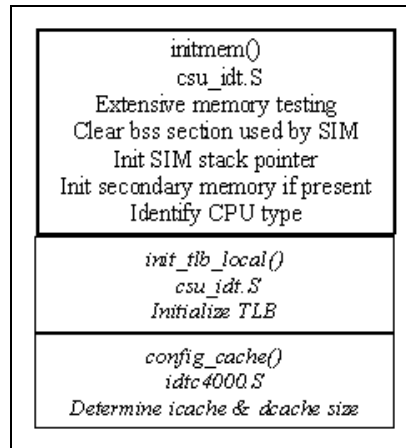 initmem()
csu_idt.S
Extensive memory testing
Clear bss section used by SIM
Init SIM stack pointer
Init secondary memory if present
Identify CPU type
init_tlb_local()
csu_idt.S
Initialize TLB
config_cache()
idtc4000.S
Determine icache & dcache size